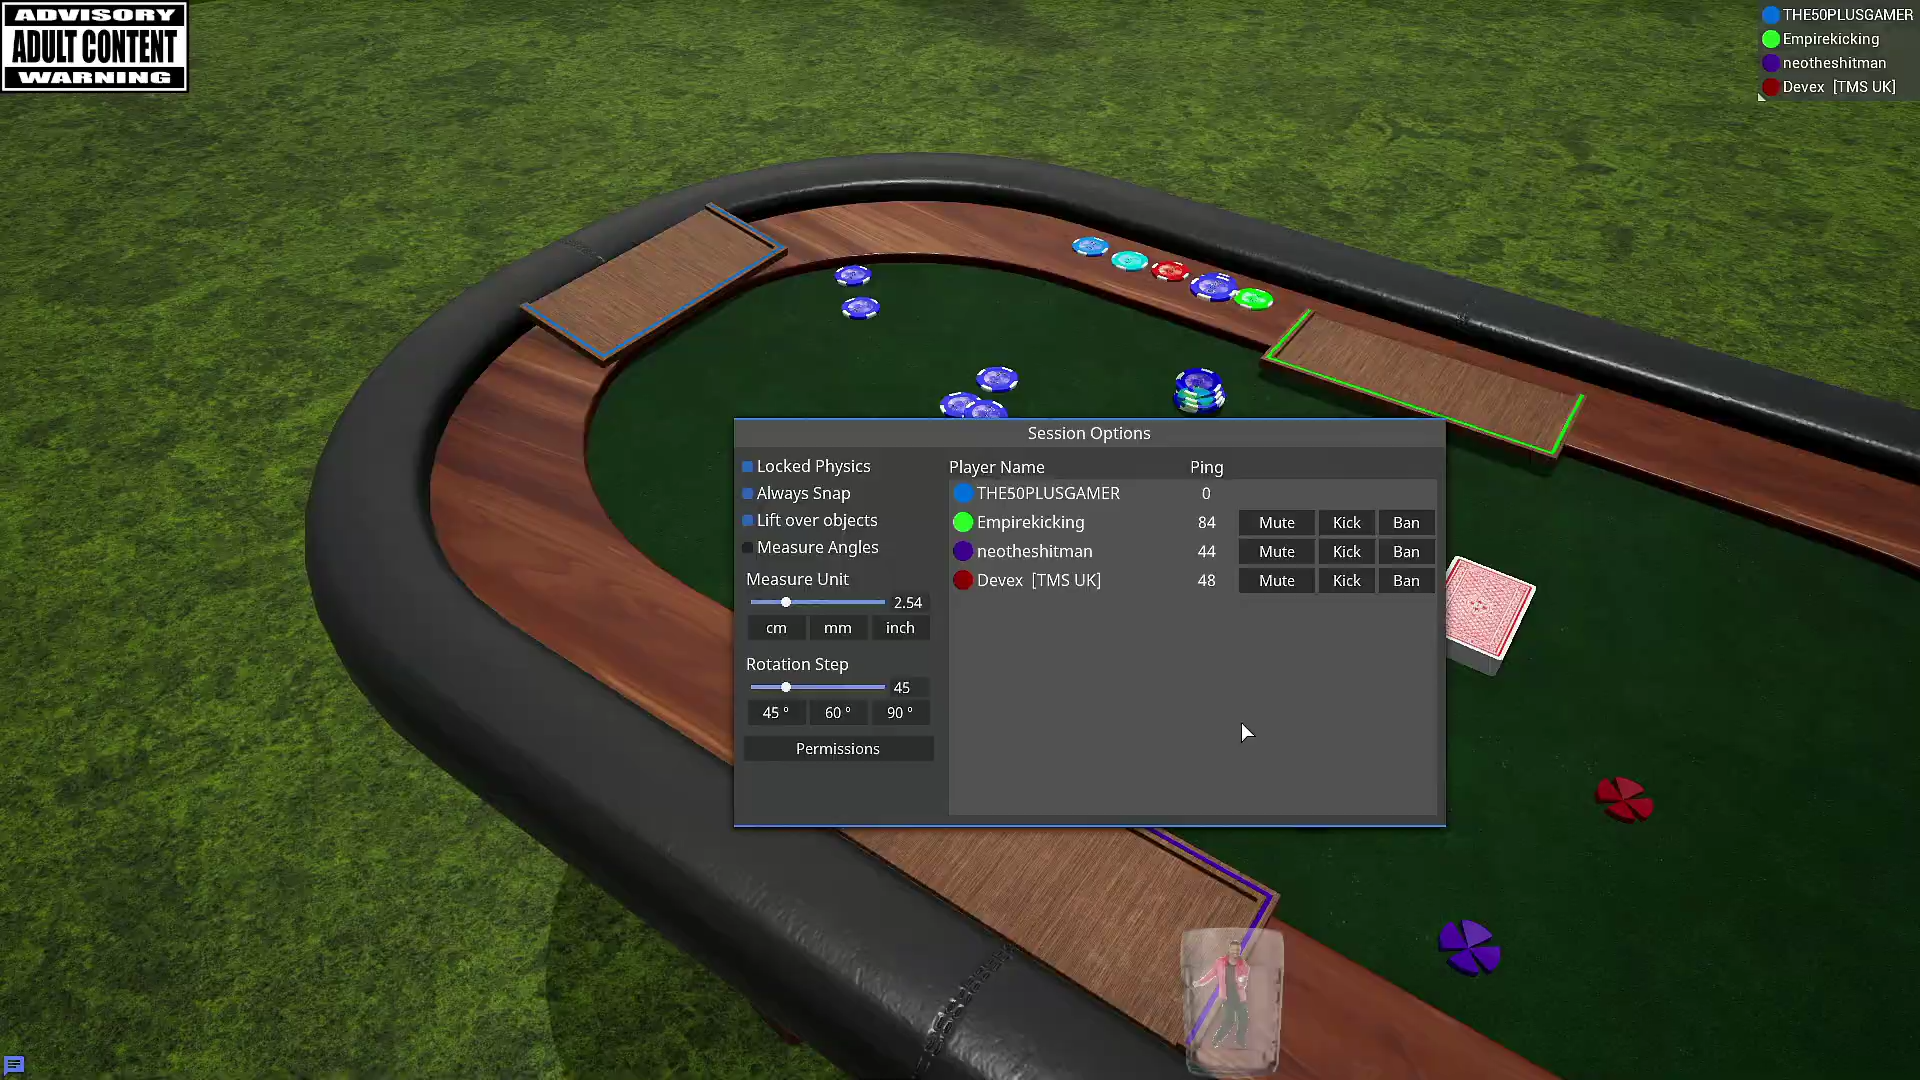 ADVISORY
ADULT CONTENT
WARNING
THE50PLUSGAMER
Empirekicking
neotheshitman
Devex [TMS UK]
Session Options
Locked Physics
Always Snap
Lift over objects
Measure Angles
Measure Unit
2.54
cm mm inch
Rotation Step
45
45 ° 60 ° 90 °
Permissions
Player Name Ping
THE50PLUSGAMER 0
Empirekicking 84 Mute Kick Ban
neotheshitman 44 Mute Kick Ban
Devex [TMS UK] 48 Mute Kick Ban